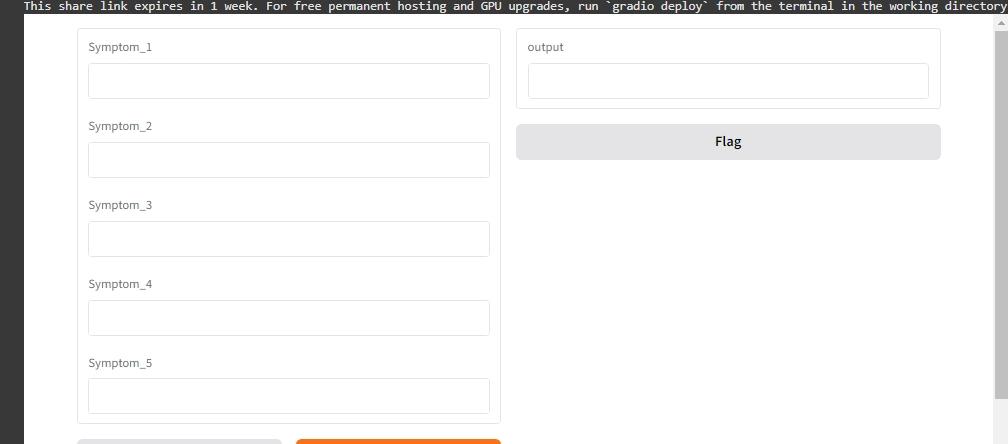 This share link expires in 1 week. For free permanent hosting and GPU upgrades, run `gradio deploy` from the terminal in the working directory
Symptom_1
output
Symptom_2
Flag
Symptom_3
Symptom_4
Symptom_5